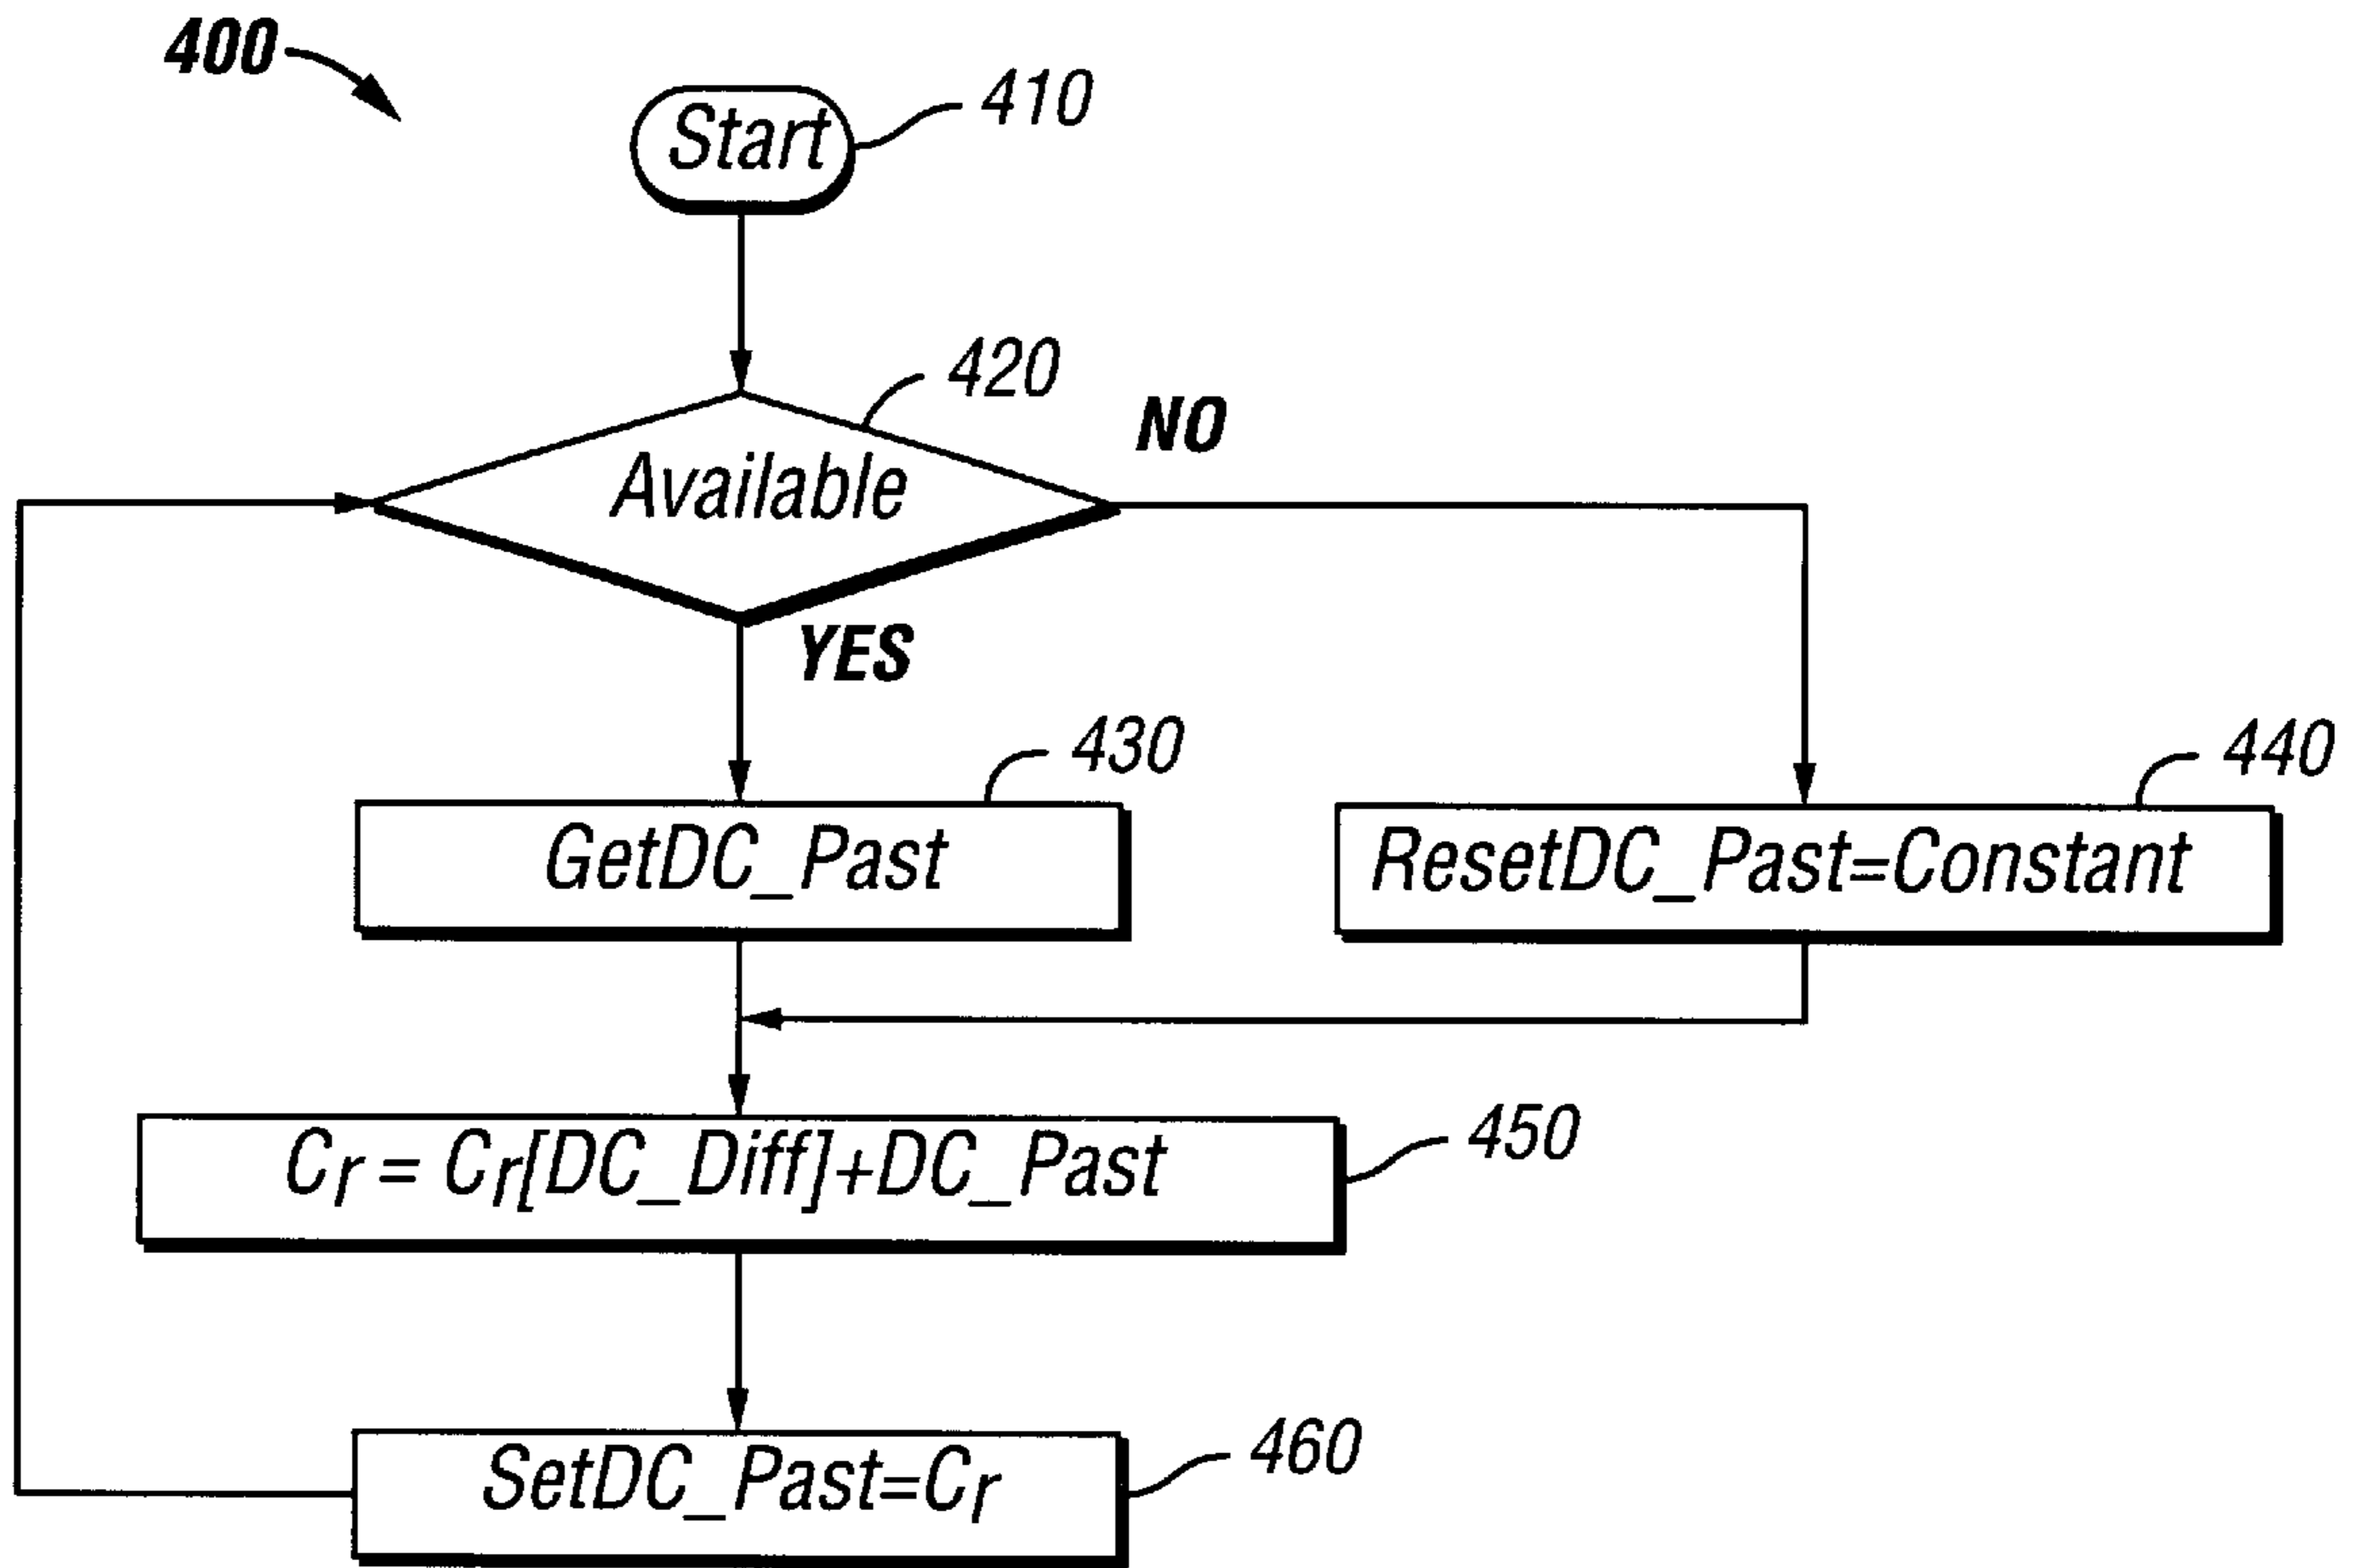 400
Start
410
420
Available
NO
YES
430
440
GetDC_Past
ResetDC_Past=Constant
450
Cr = Cr[DC_Diff]+DC_Past
460
SetDC_Past=Cr